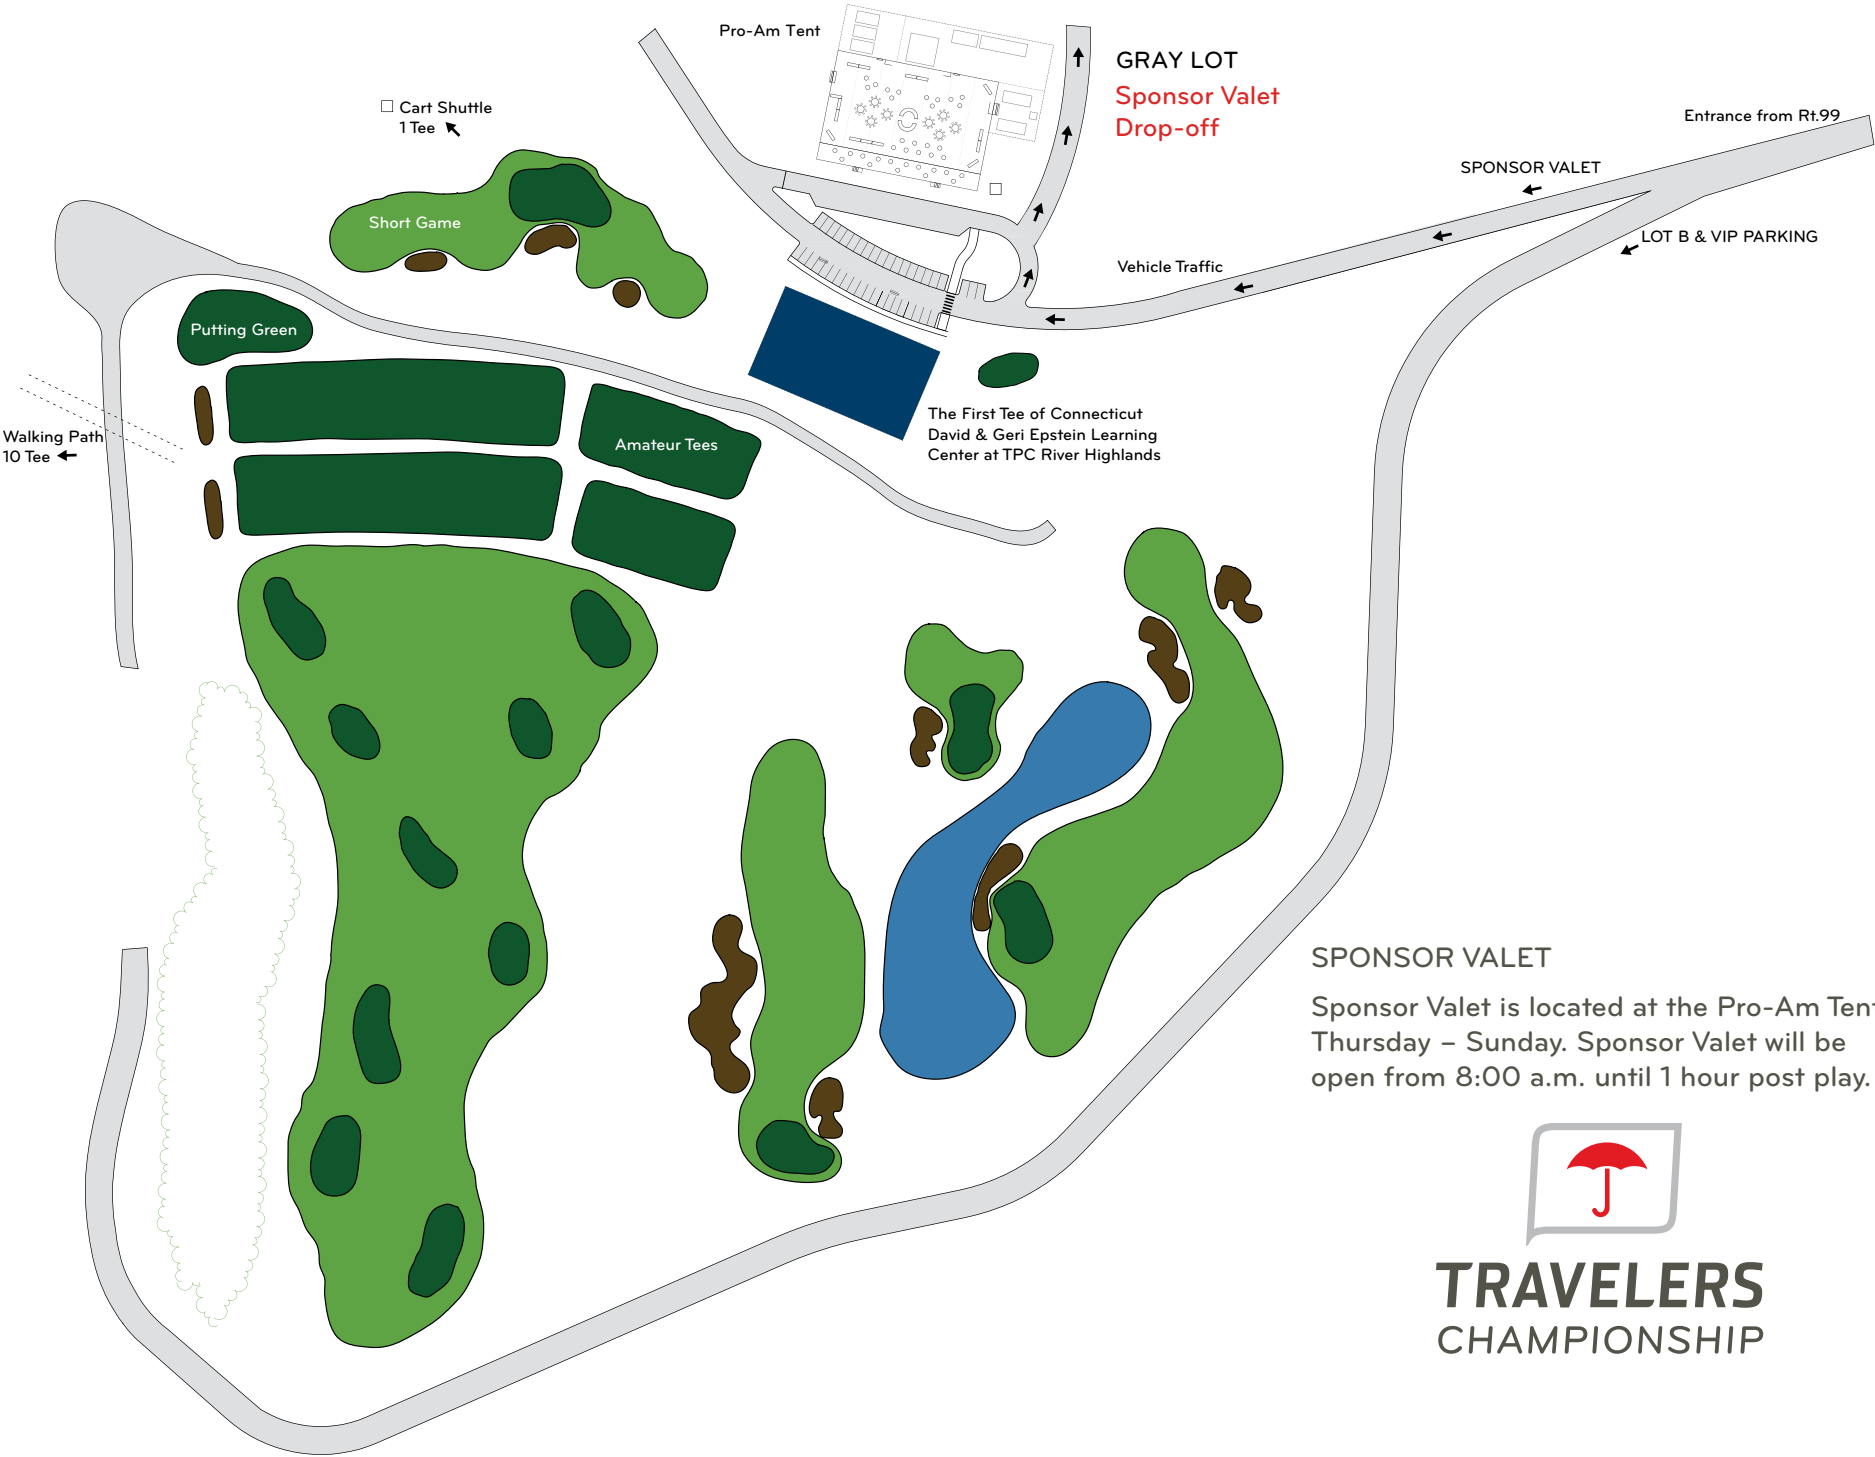 Pro-Am Tent
GRAY LOT
Sponsor Valet
Drop-off
Cart Shuttle
1 Tee
Entrance from Rt.99
SPONSOR VALET
LOT B & VIP PARKING
Vehicle Traffic
Short Game
Putting Green
Walking Path
10 Tee
Amateur Tees
The First Tee of Connecticut
David & Geri Epstein Learning
Center at TPC River Highlands
SPONSOR VALET
Sponsor Valet is located at the Pro-Am Tent
Thursday – Sunday. Sponsor Valet will be
open from 8:00 a.m. until 1 hour post play.
TRAVELERS
CHAMPIONSHIP